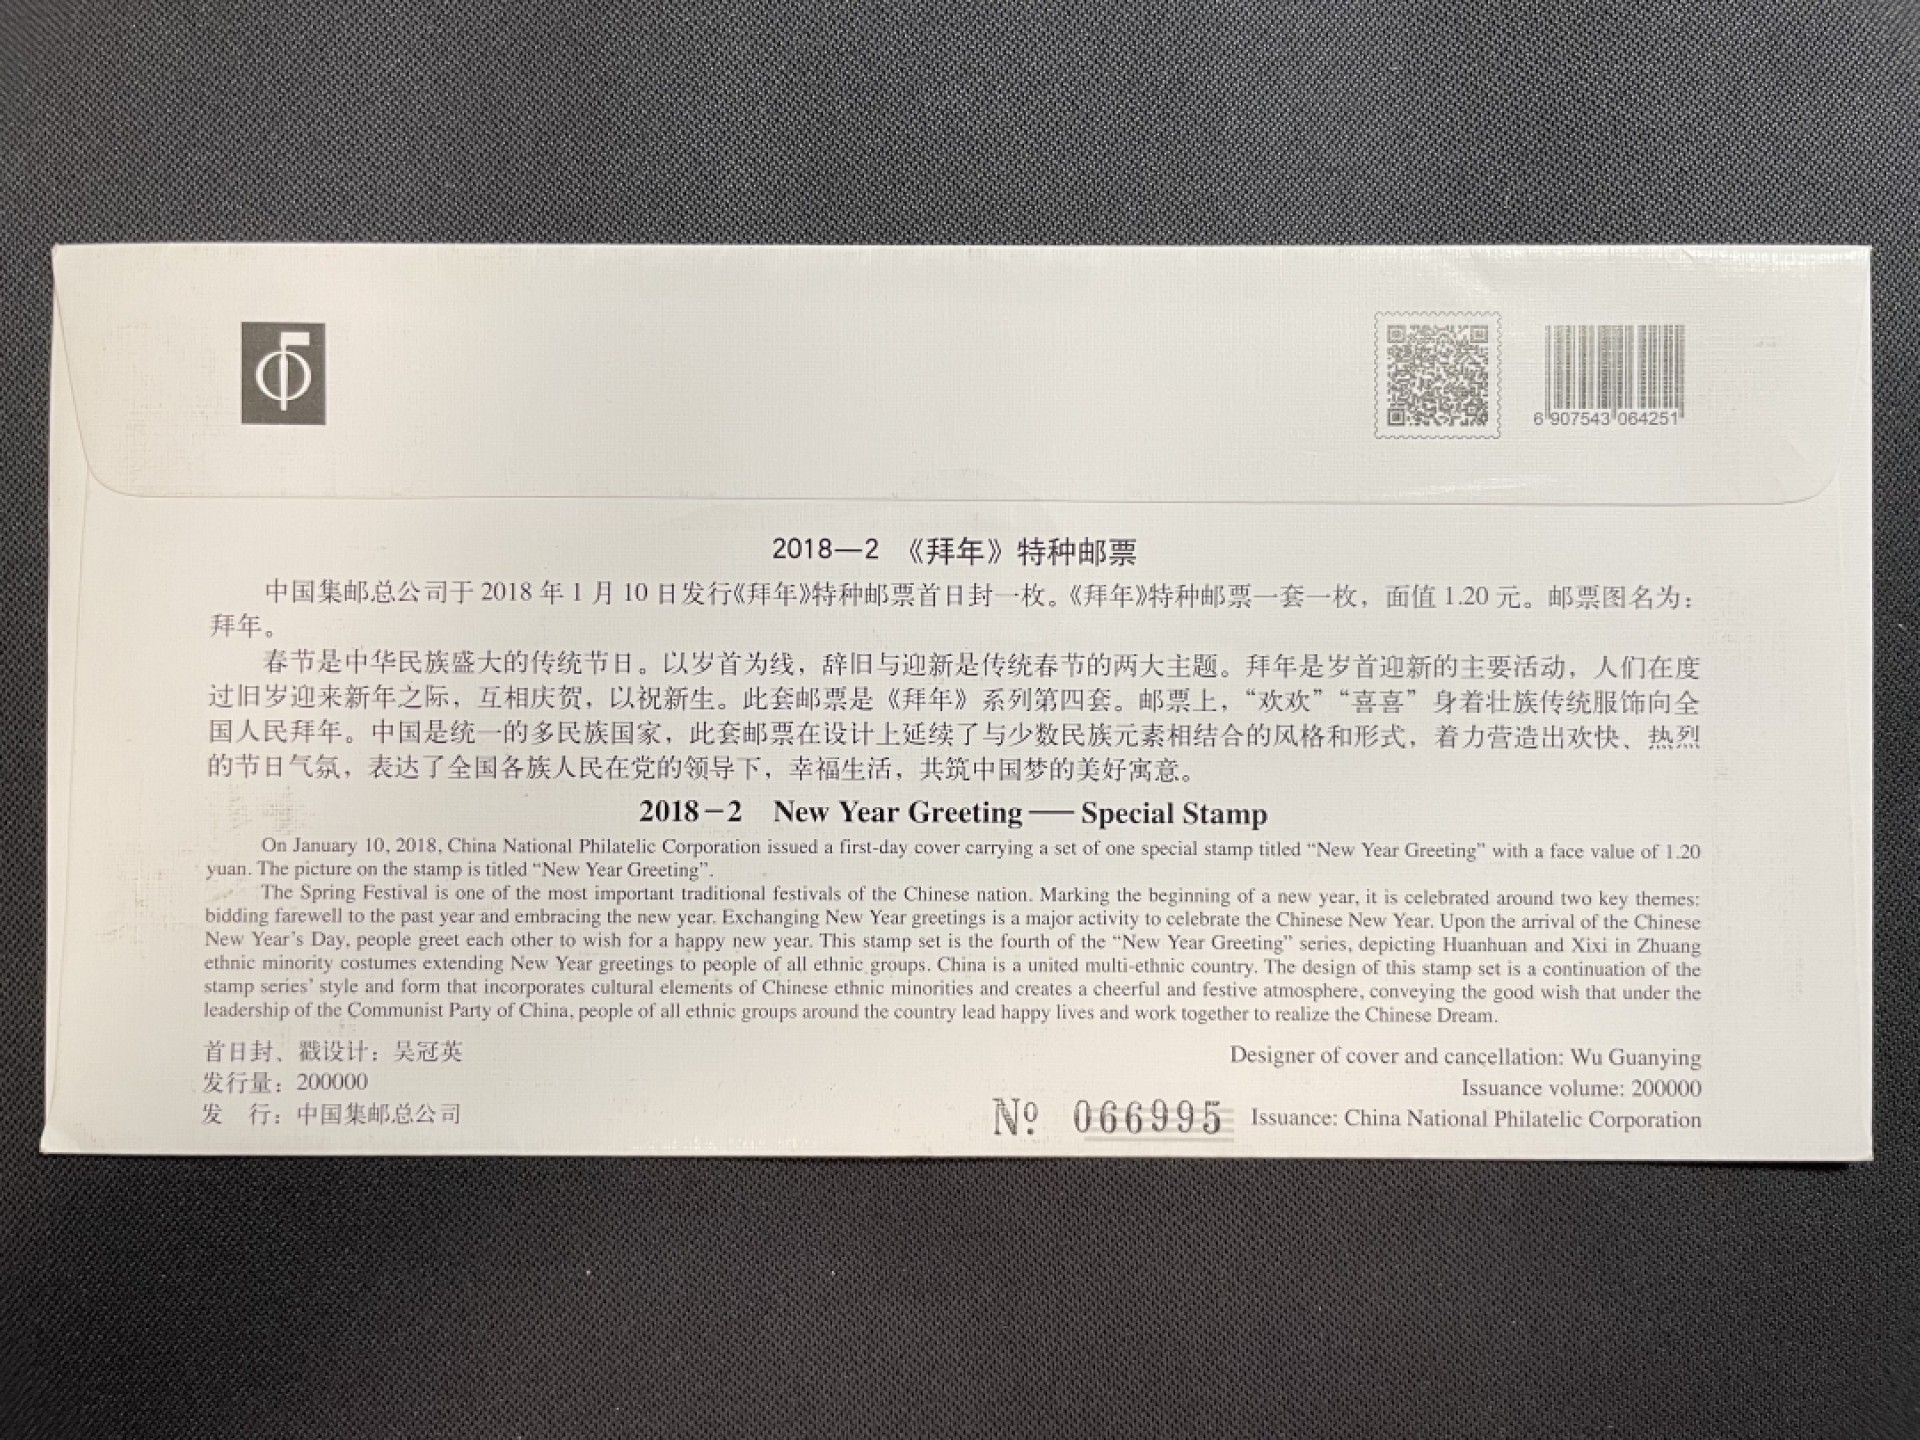 6 907543 064251
2018—2 《拜年》特种邮票
中国集邮总公司于 2018 年 1 月 10 日发行《拜年》特种邮票首日封一枚。《拜年》特种邮票一套一枚，面值 1.20 元。邮票图名为：
拜年。
春节是中华民族盛大的传统节日。以岁首为线，辞旧与迎新是传统春节的两大主题。拜年是岁首迎新的主要活动，人们在度
过旧岁迎来新年之际，互相庆贺，以祝新生。此套邮票是《拜年》系列第四套。邮票上，“欢欢”“喜喜”身着壮族传统服饰向全
国人民拜年。中国是统一的多民族国家，此套邮票在设计上延续了与少数民族元素相结合的风格和形式，着力营造出欢快、热烈
的节日气氛，表达了全国各族人民在党的领导下，幸福生活，共筑中国梦的美好寓意。
2018－2 New Year Greeting — Special Stamp
On January 10, 2018, China National Philatelic Corporation issued a first-day cover carrying a set of one special stamp titled “New Year Greeting” with a face value of 1.20
yuan. The picture on the stamp is titled “New Year Greeting”.
The Spring Festival is one of the most important traditional festivals of the Chinese nation. Marking the beginning of a new year, it is celebrated around two key themes:
bidding farewell to the past year and embracing the new year. Exchanging New Year greetings is a major activity to celebrate the Chinese New Year. Upon the arrival of the Chinese
New Year’s Day, people greet each other to wish for a happy new year. This stamp set is the fourth of the “New Year Greeting” series, depicting Huanhuan and Xixi in Zhuang
ethnic minority costumes extending New Year greetings to people of all ethnic groups. China is a united multi-ethnic country. The design of this stamp set is a continuation of the
stamp series’ style and form that incorporates cultural elements of Chinese ethnic minorities and creates a cheerful and festive atmosphere, conveying the good wish that under the
leadership of the Communist Party of China, people of all ethnic groups around the country lead happy lives and work together to realize the Chinese Dream.
首日封、戳设计：吴冠英
发行量：200000
发 行：中国集邮总公司
Designer of cover and cancellation: Wu Guanying
Issuance volume: 200000
Issuance: China National Philatelic Corporation
№ 066995